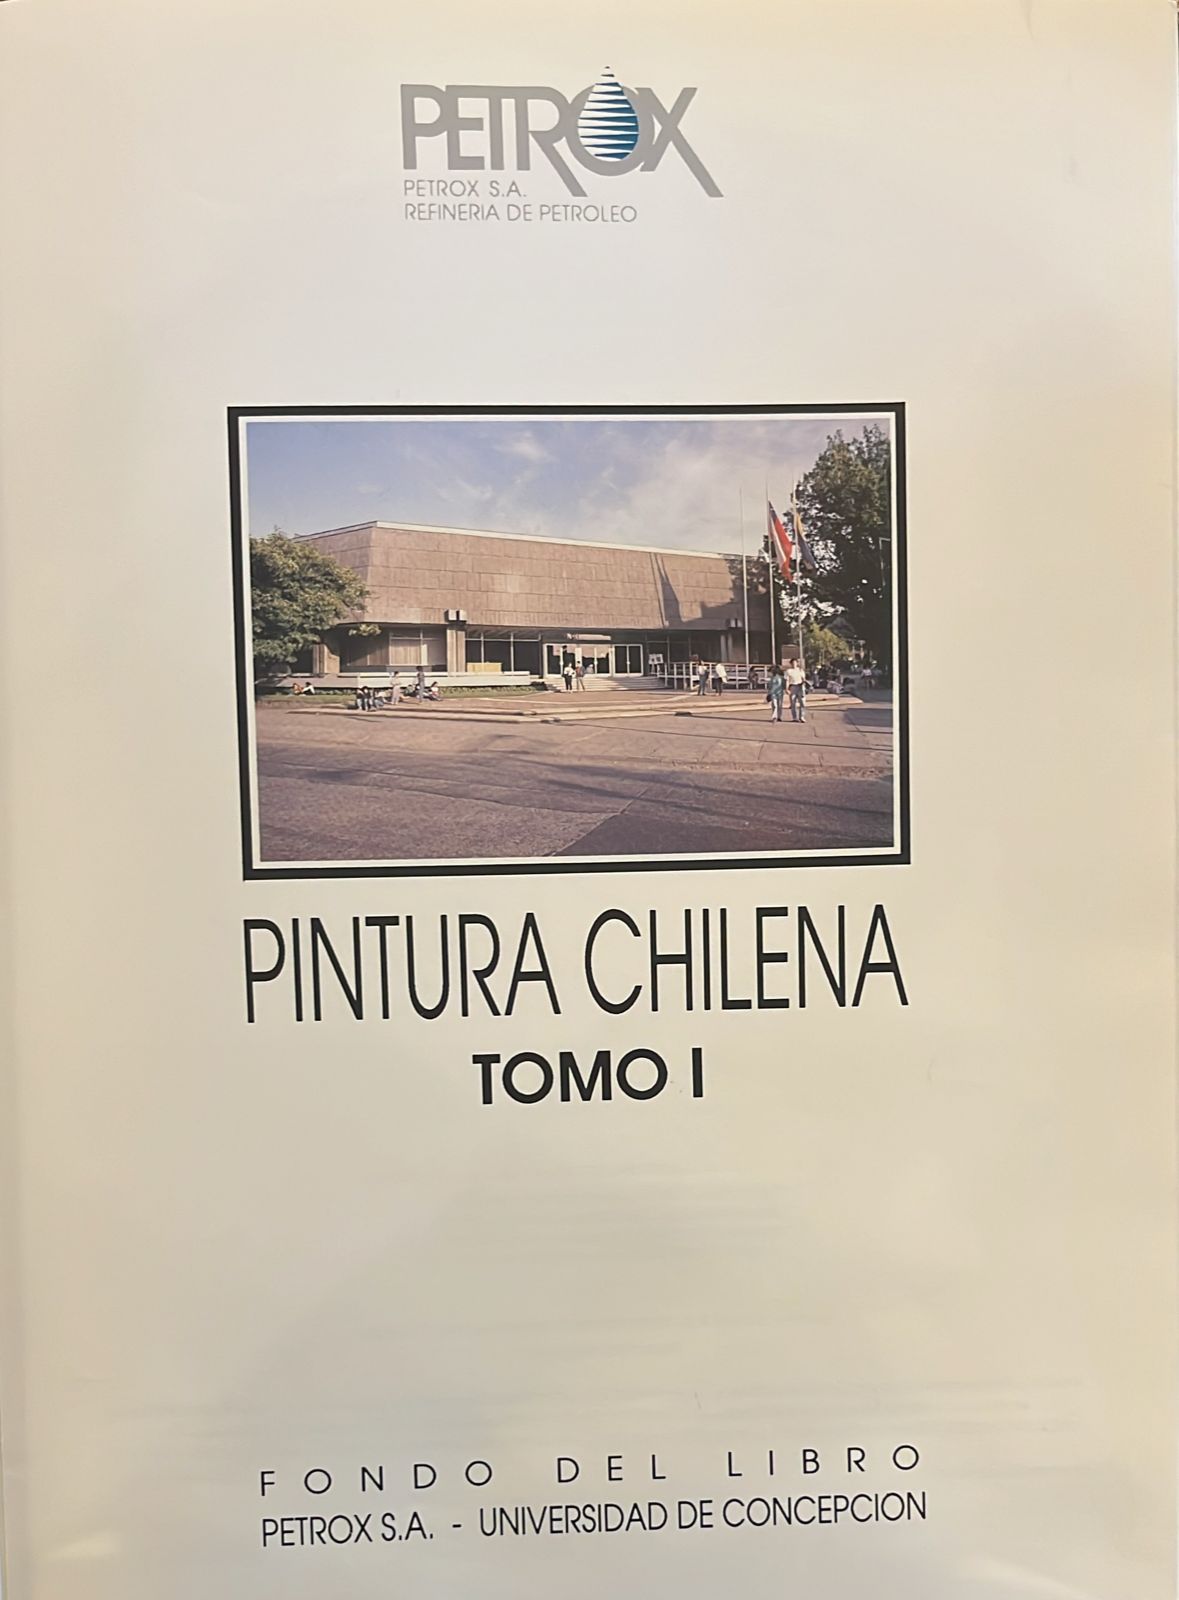 PETROX
PETROX S.A.
REFINERIA DE PETROLEO
PINTURA CHILENA
TOMO I
FONDO DEL LIBRO
PETROX S.A. - UNIVERSIDAD DE CONCEPCION